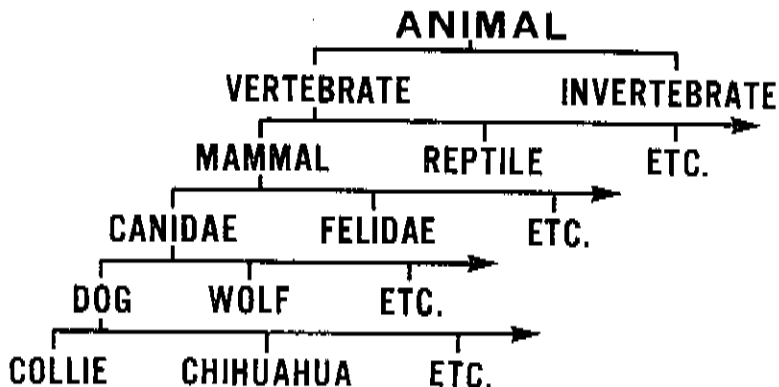 ANIMAL
VERTEBRATE INVERTEBRATE
MAMMAL REPTILE ETC.
CANIDAE FELIDAE ETC.
DOG WOLF ETC.
COLLIE CHIHUAHUA ETC.